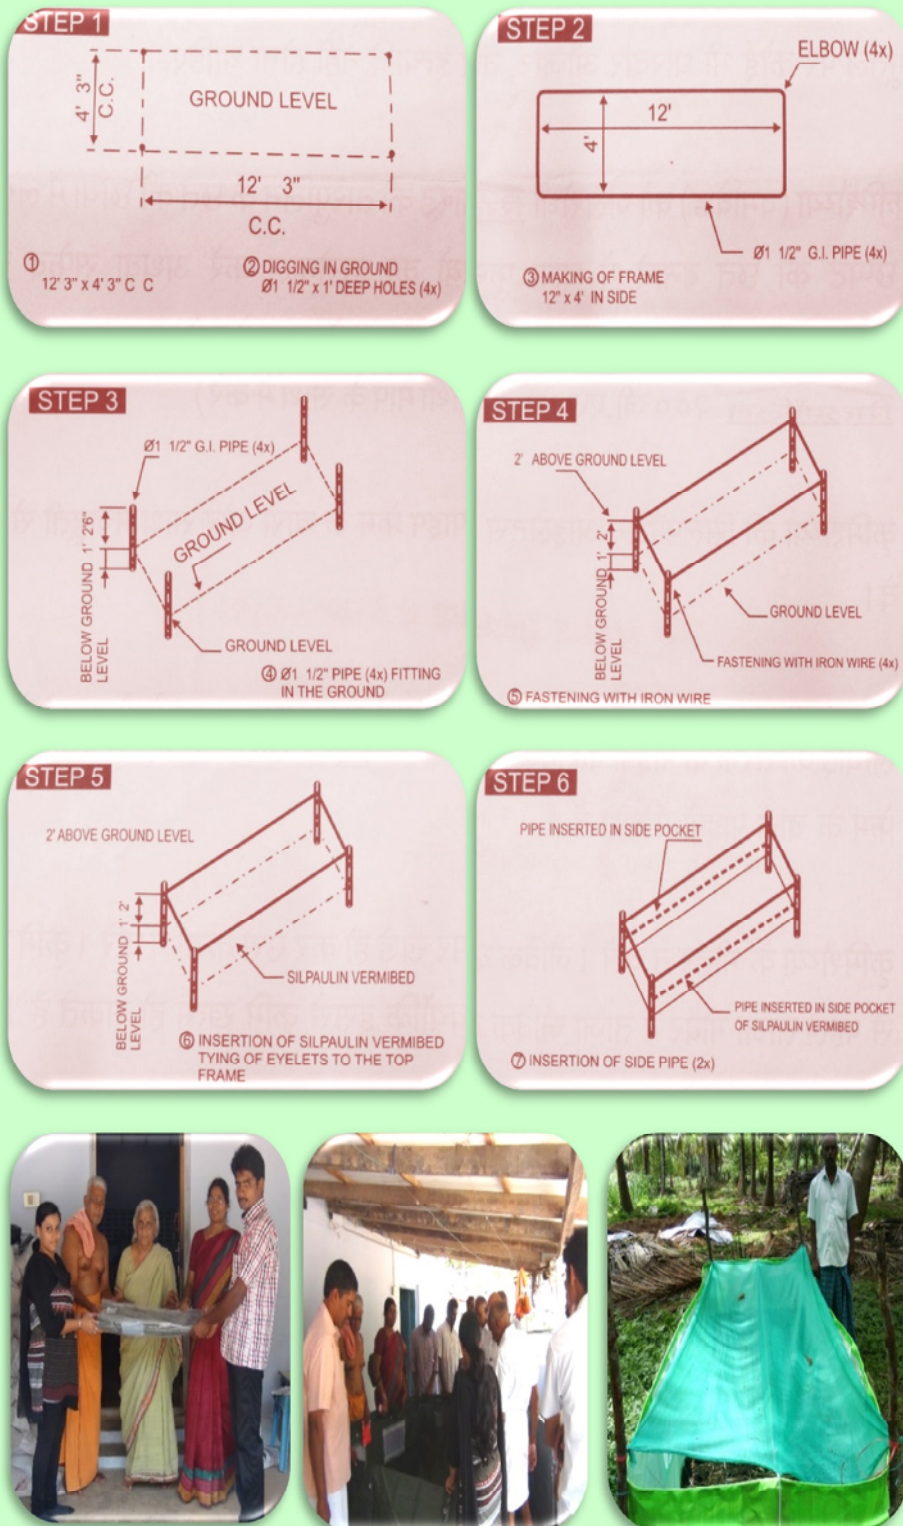 STEP 1
4' 3"
C.C.
GROUND LEVEL
12' 3"
C.C.
①
12' 3" x 4' 3" C C
② DIGGING IN GROUND
Ø1 1/2" x 1' DEEP HOLES (4x)
STEP 2
ELBOW (4x)
12'
4'
Ø1 1/2" G.I. PIPE (4x)
③ MAKING OF FRAME
12" x 4' IN SIDE
STEP 3
Ø1 1/2" G.I. PIPE (4x)
GROUND LEVEL
BELOW GROUND 1' 2'6"
LEVEL
GROUND LEVEL
④ Ø1 1/2" PIPE (4x) FITTING
IN THE GROUND
STEP 4
2' ABOVE GROUND LEVEL
BELOW GROUND 1' 2'
LEVEL
GROUND LEVEL
FASTENING WITH IRON WIRE (4x)
⑤ FASTENING WITH IRON WIRE
STEP 5
2' ABOVE GROUND LEVEL
BELOW GROUND 1' 2'
LEVEL
SILPAULIN VERMIBED
⑥ INSERTION OF SILPAULIN VERMIBED
TYING OF EYELETS TO THE TOP
FRAME
STEP 6
PIPE INSERTED IN SIDE POCKET
PIPE INSERTED IN SIDE POCKET
OF SILPAULIN VERMIBED
⑦ INSERTION OF SIDE PIPE (2x)